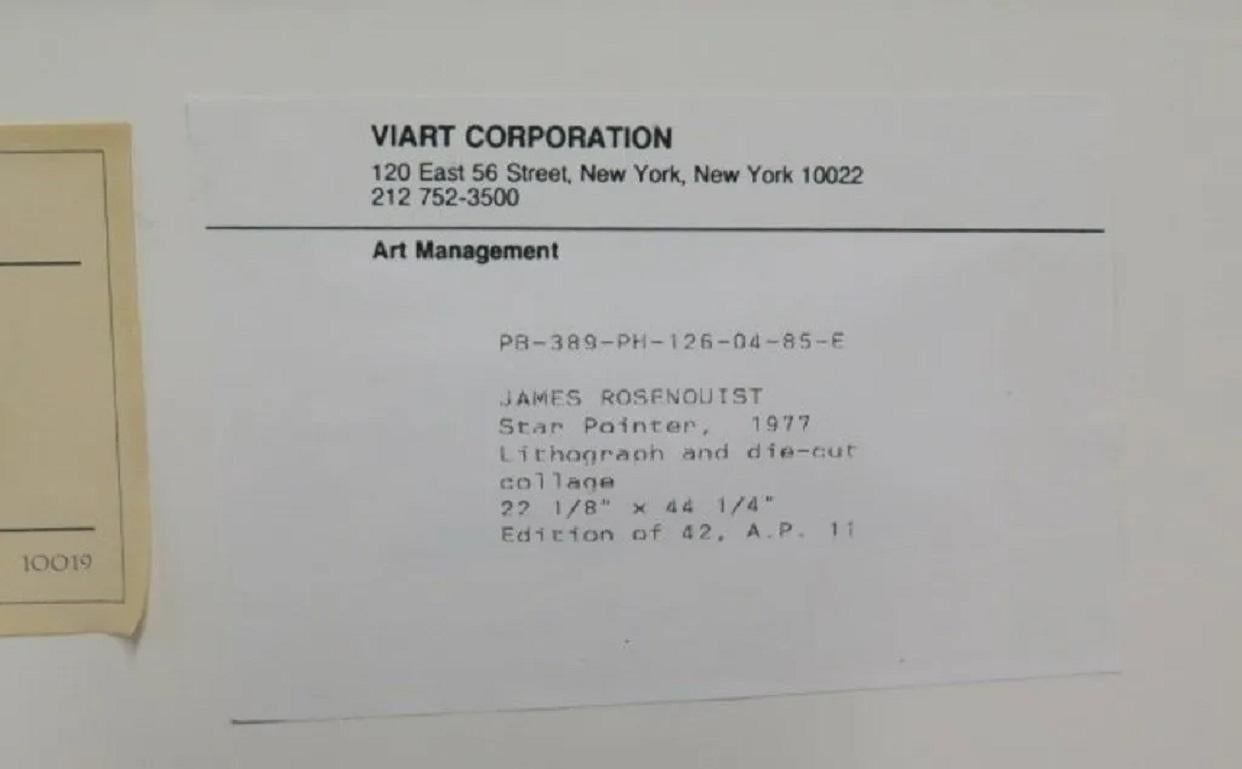 VIART CORPORATION
120 East 56 Street, New York, New York 10022
212 752-3500
Art Management
PB-389-PH-126-04-85-E
JAMES ROSENQUIST
Star Pointer, 1977
Lithograph and die-cut
collage
22 1/8" x 44 1/4"
Edition of 42, A.P. 11
10019